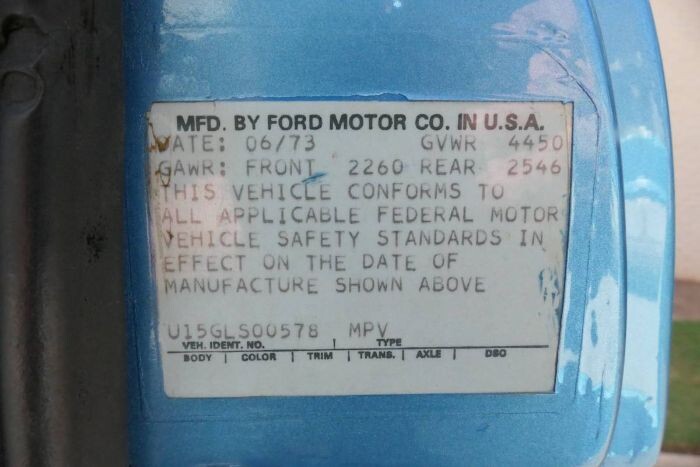 MFD. BY FORD MOTOR CO. IN U.S.A.
DATE: 06/73 GVWR 4450
GAWR: FRONT 2260 REAR 2546
THIS VEHICLE CONFORMS TO
ALL APPLICABLE FEDERAL MOTOR
VEHICLE SAFETY STANDARDS IN
EFFECT ON THE DATE OF
MANUFACTURE SHOWN ABOVE
U15GLS00578 MPV
VEH. IDENT. NO. TYPE
BODY COLOR TRIM TRANS. AXLE DSO